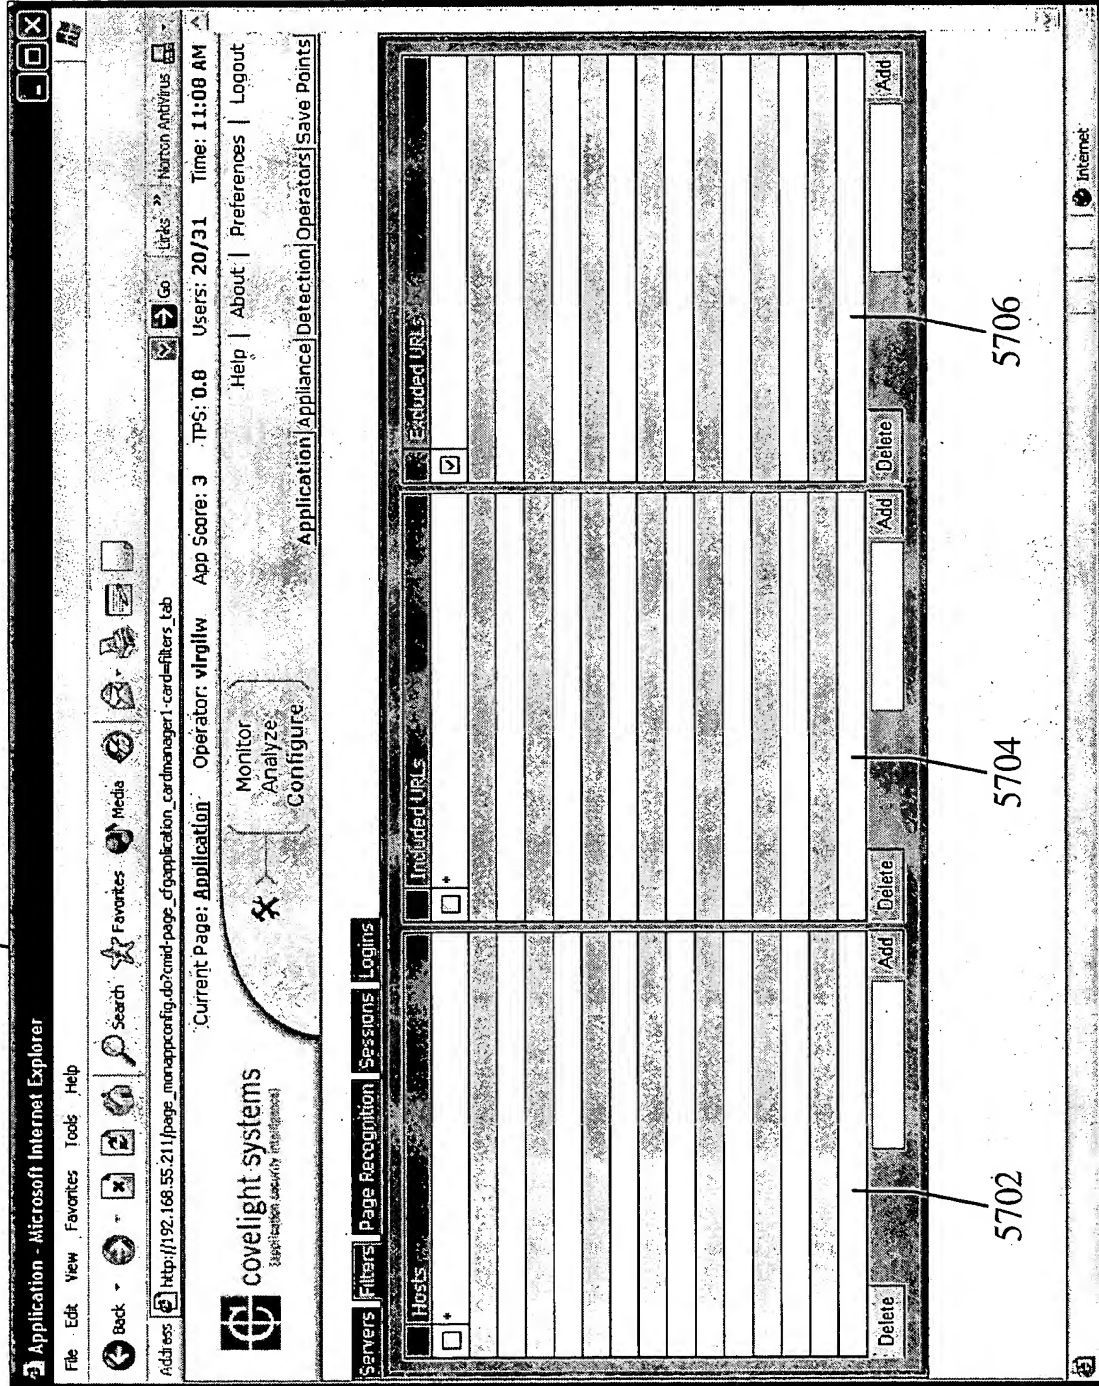 Application - Microsoft Internet Explorer
File Edit View Favorites Tools Help
Back Search Favorites Media
Address http://192.168.55.211/page_monappconfig.do?cmid-page_cfgapplication_cardmanager1-card=filters_tab Go Links » Norton AntiVirus
Current Page: Application Operator: virgilw App Score: 3 TPS: 0.8 Users: 20/31 Time: 11:08 AM
covelight systems
[application security intelligence]
Monitor
Analyze
Configure
Help | About | Preferences | Logout
Application Appliance Detection Operators Save Points
Servers Filters Page Recognition Sessions Logins
Hosts Included URLs Excluded URLs
* *
Delete Add Delete Add Delete Add
5702 5704 5706
Internet